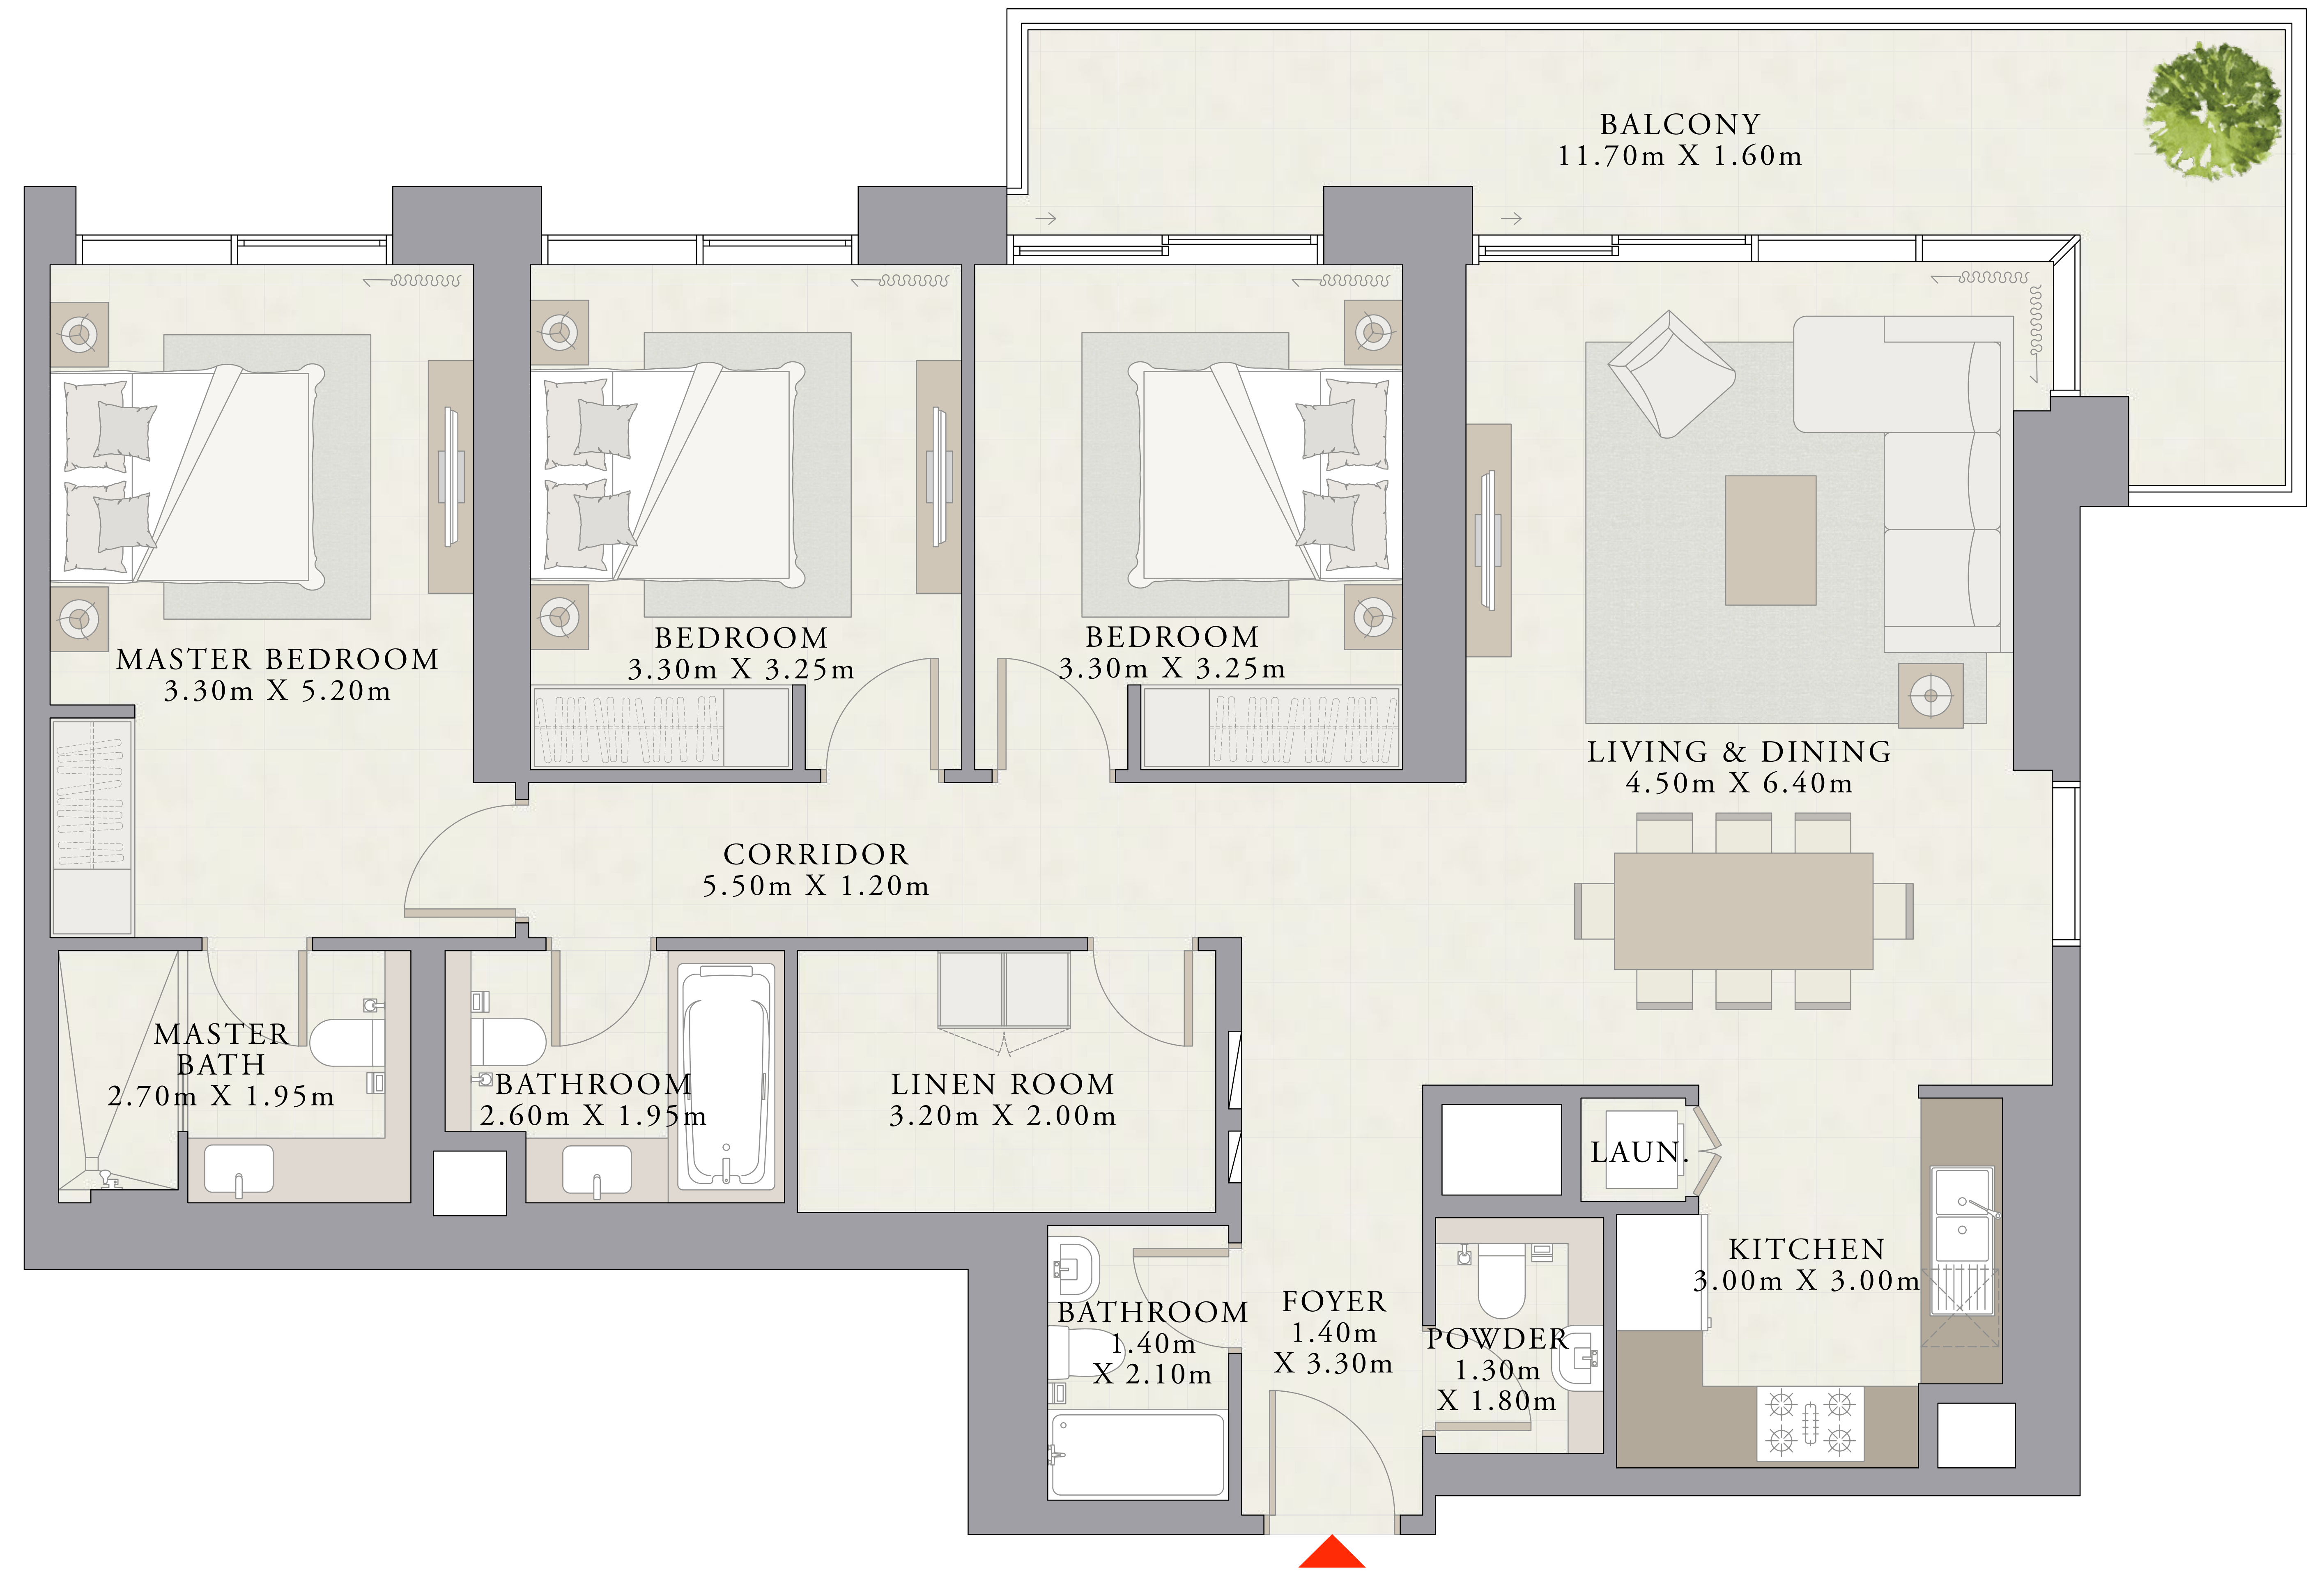 BALCONY
11.70m X 1.60m
MASTER BEDROOM
3.30m X 5.20m
BEDROOM
3.30m X 3.25m
BEDROOM
3.30m X 3.25m
LIVING & DINING
4.50m X 6.40m
CORRIDOR
5.50m X 1.20m
MASTER
BATH
2.70m X 1.95m
BATHROOM
2.60m X 1.95m
LINEN ROOM
3.20m X 2.00m
LAUN.
KITCHEN
3.00m X 3.00m
BATHROOM
1.40m
X 2.10m
FOYER
1.40m
X 3.30m
POWDER
1.30m
X 1.80m